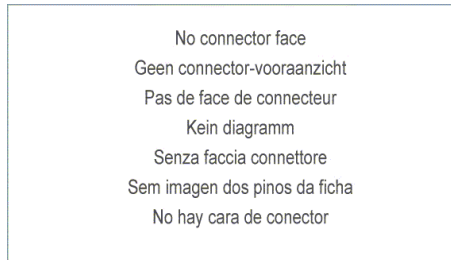 No connector face
Geen connector-vooraanzicht
Pas de face de connecteur
Kein diagramm
Senza faccia connettore
Sem imagen dos pinos da ficha
No hay cara de conector